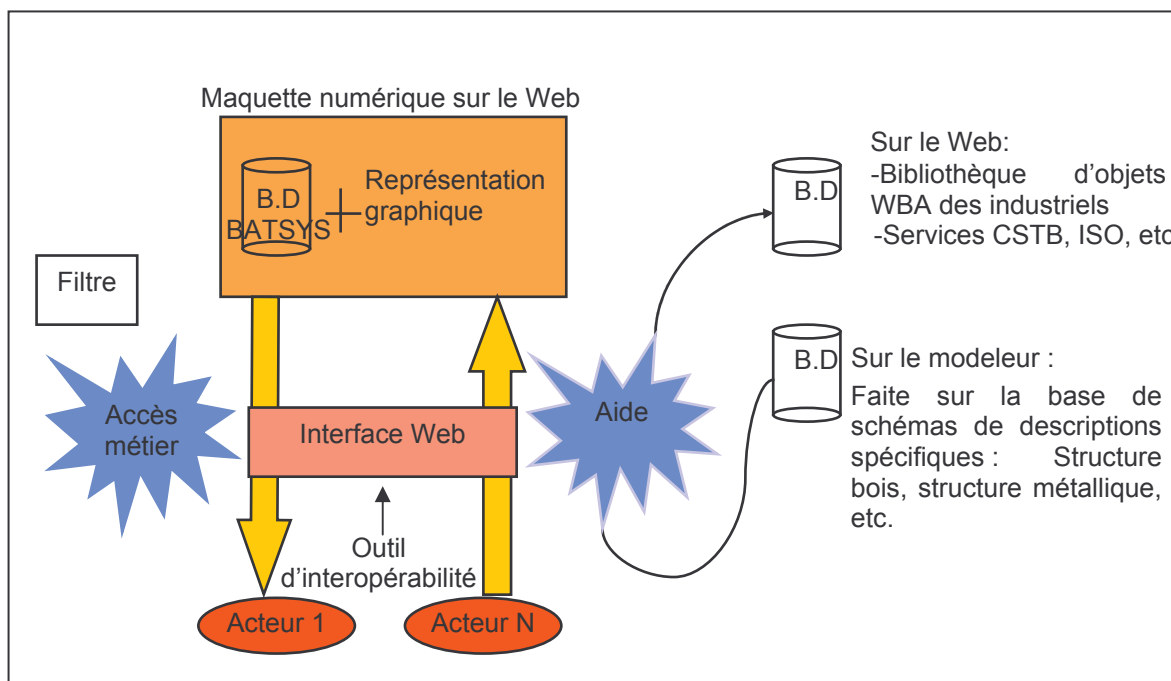 Maquette numérique sur le Web
B.D
BATSYS
Représentation
graphique
Filtre
Accès
métier
Interface Web
Aide
Outil
d'interopérabilité
Acteur 1
Acteur N
B.D
Sur le Web:
-Bibliothèque d'objets
WBA des industriels
-Services CSTB, ISO, etc
B.D
Sur le modeleur :
Faite sur la base de
schémas de descriptions
spécifiques : Structure
bois, structure métallique,
etc.